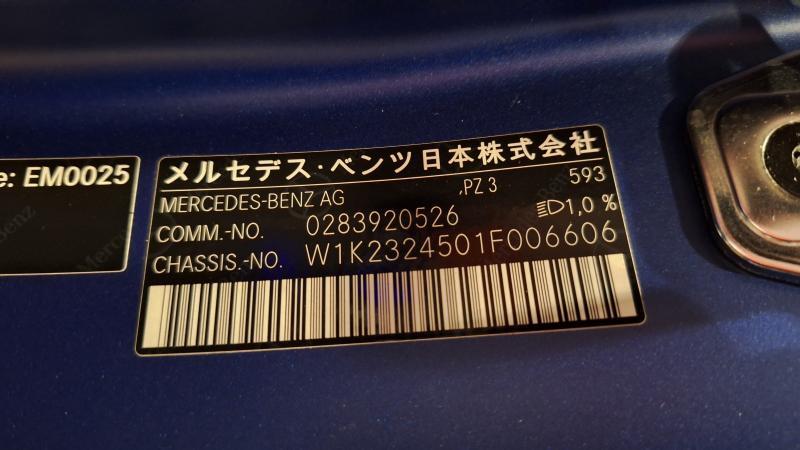 e: EM0025
メルセデス・ベンツ日本株式会社
MERCEDES-BENZ AG ,PZ 3 593
COMM.-NO. 0283920526 1,0 %
CHASSIS.-NO. W1K2324501F006606